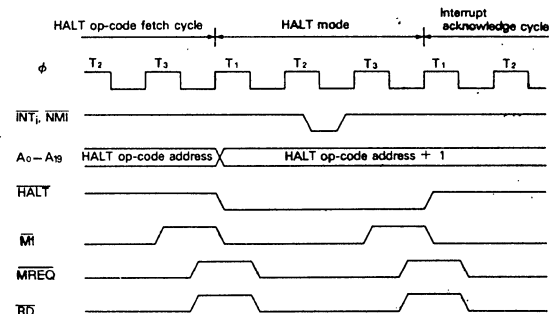 HALT op-code fetch cycle
HALT mode
Interrupt
acknowledge cycle
φ
T2 T3 T1 T2 T3 T1 T2
INTj, NMI
A0–A19
HALT op-code address
HALT op-code address + 1
HALT
M1
MREQ
RD